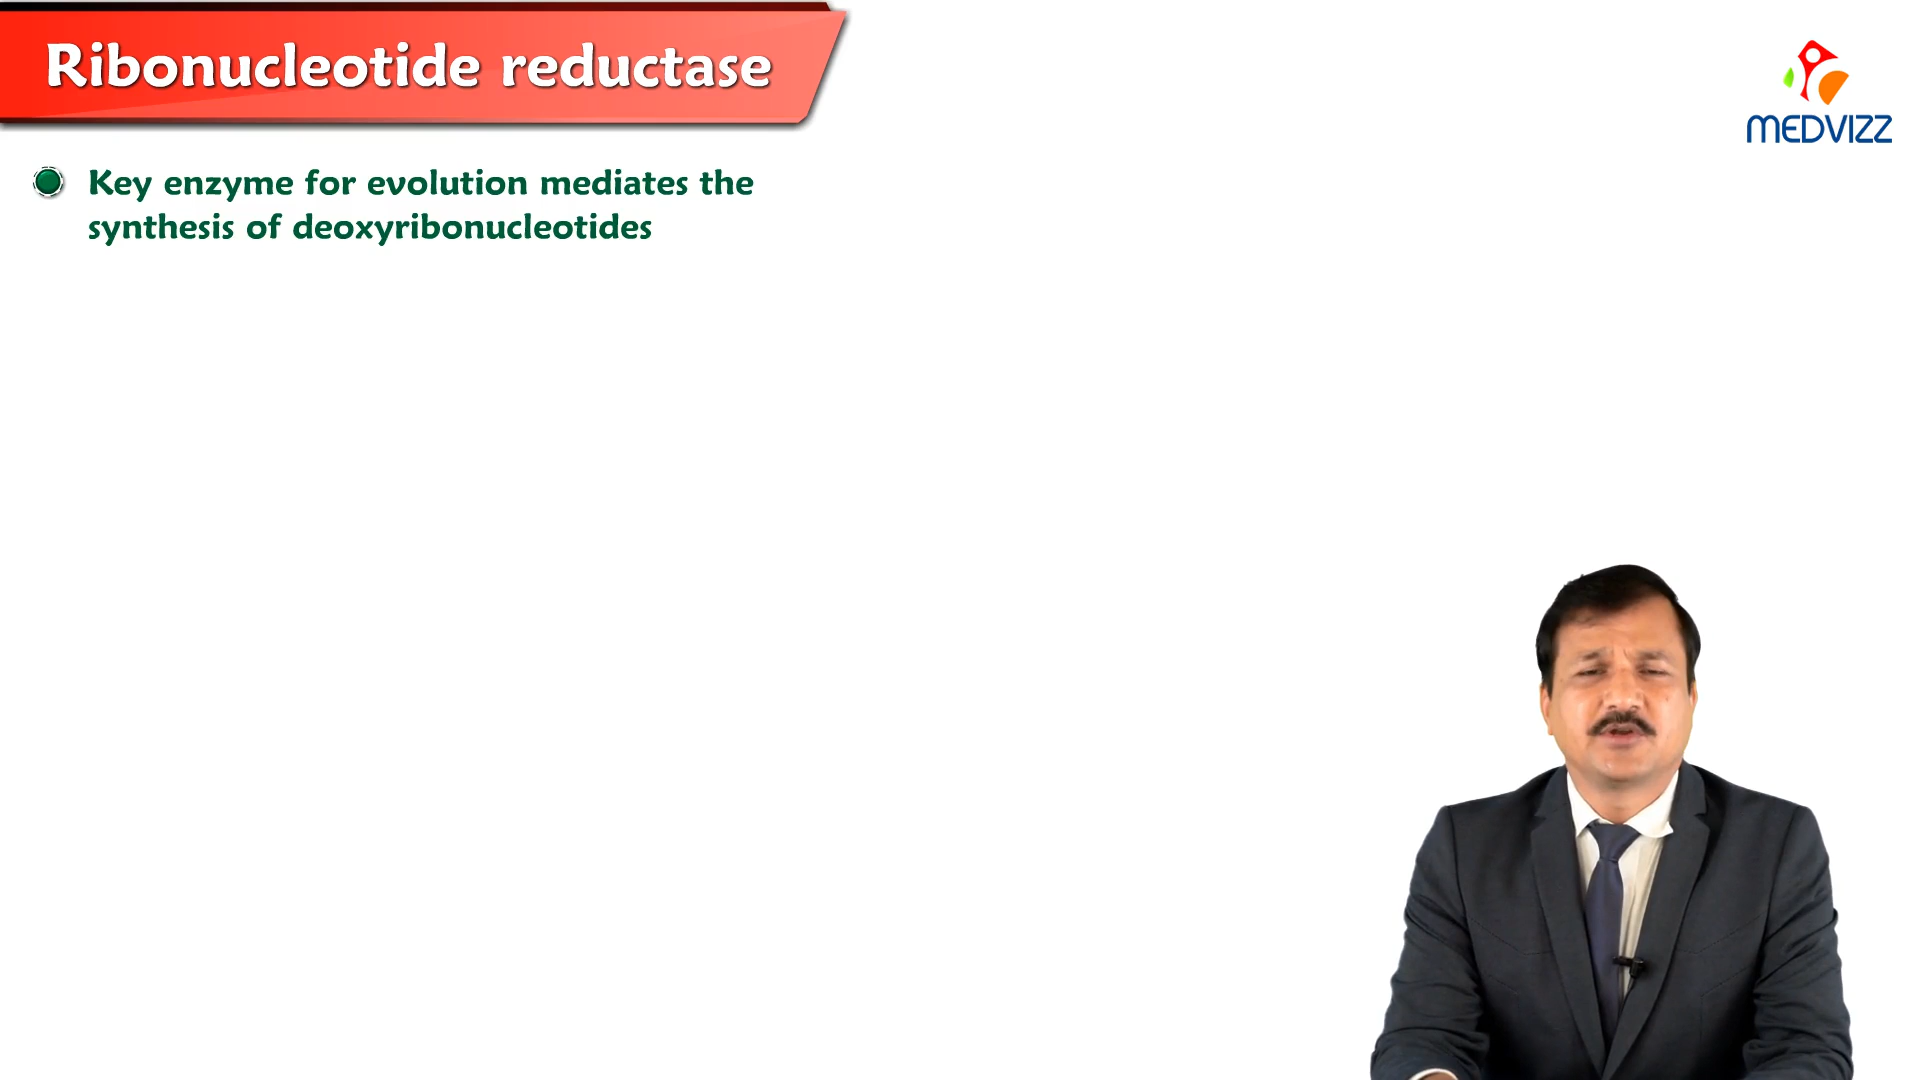 Ribonucleotide reductase
MEDVIZZ
Key enzyme for evolution mediates the
synthesis of deoxyribonucleotides